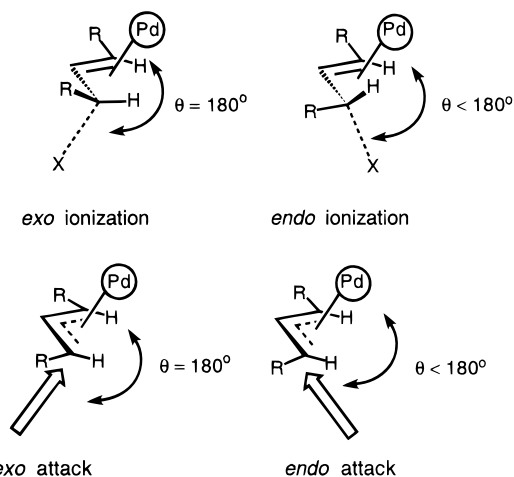 Pd
R
H
R
H
θ = 180°
X
exo ionization
Pd
R
H
H
R
θ < 180°
X
endo ionization
Pd
R
H
R
H
θ = 180°
exo attack
Pd
R
H
R
H
θ < 180°
endo attack